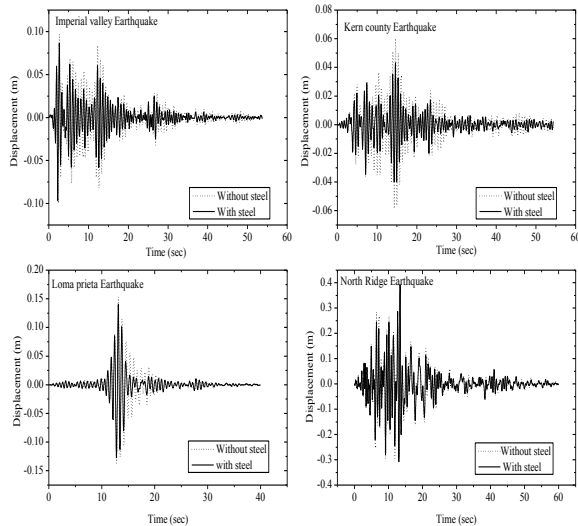 Imperial valley Earthquake
Displacement (m)
0.10
0.05
0.00
-0.05
-0.10
Without steel
With steel
0 10 20 30 40 50 60
Time (sec)
Kern county Earthquake
Displacement (m)
0.06
0.04
0.02
0.00
-0.02
-0.04
-0.06
Without steel
With steel
0 10 20 30 40 50 60
Time (sec)
Loma prieta Earthquake
Displacement (m)
0.20
0.15
0.10
0.05
0.00
-0.05
-0.10
-0.15
Without steel
with steel
0 10 20 30 40
Time (sec)
North Ridge Earthquake
Displacement (m)
0.4
0.3
0.2
0.1
0.0
-0.1
-0.2
-0.3
-0.4
Without steel
With steel
0 10 20 30 40 50 60
Time (sec)